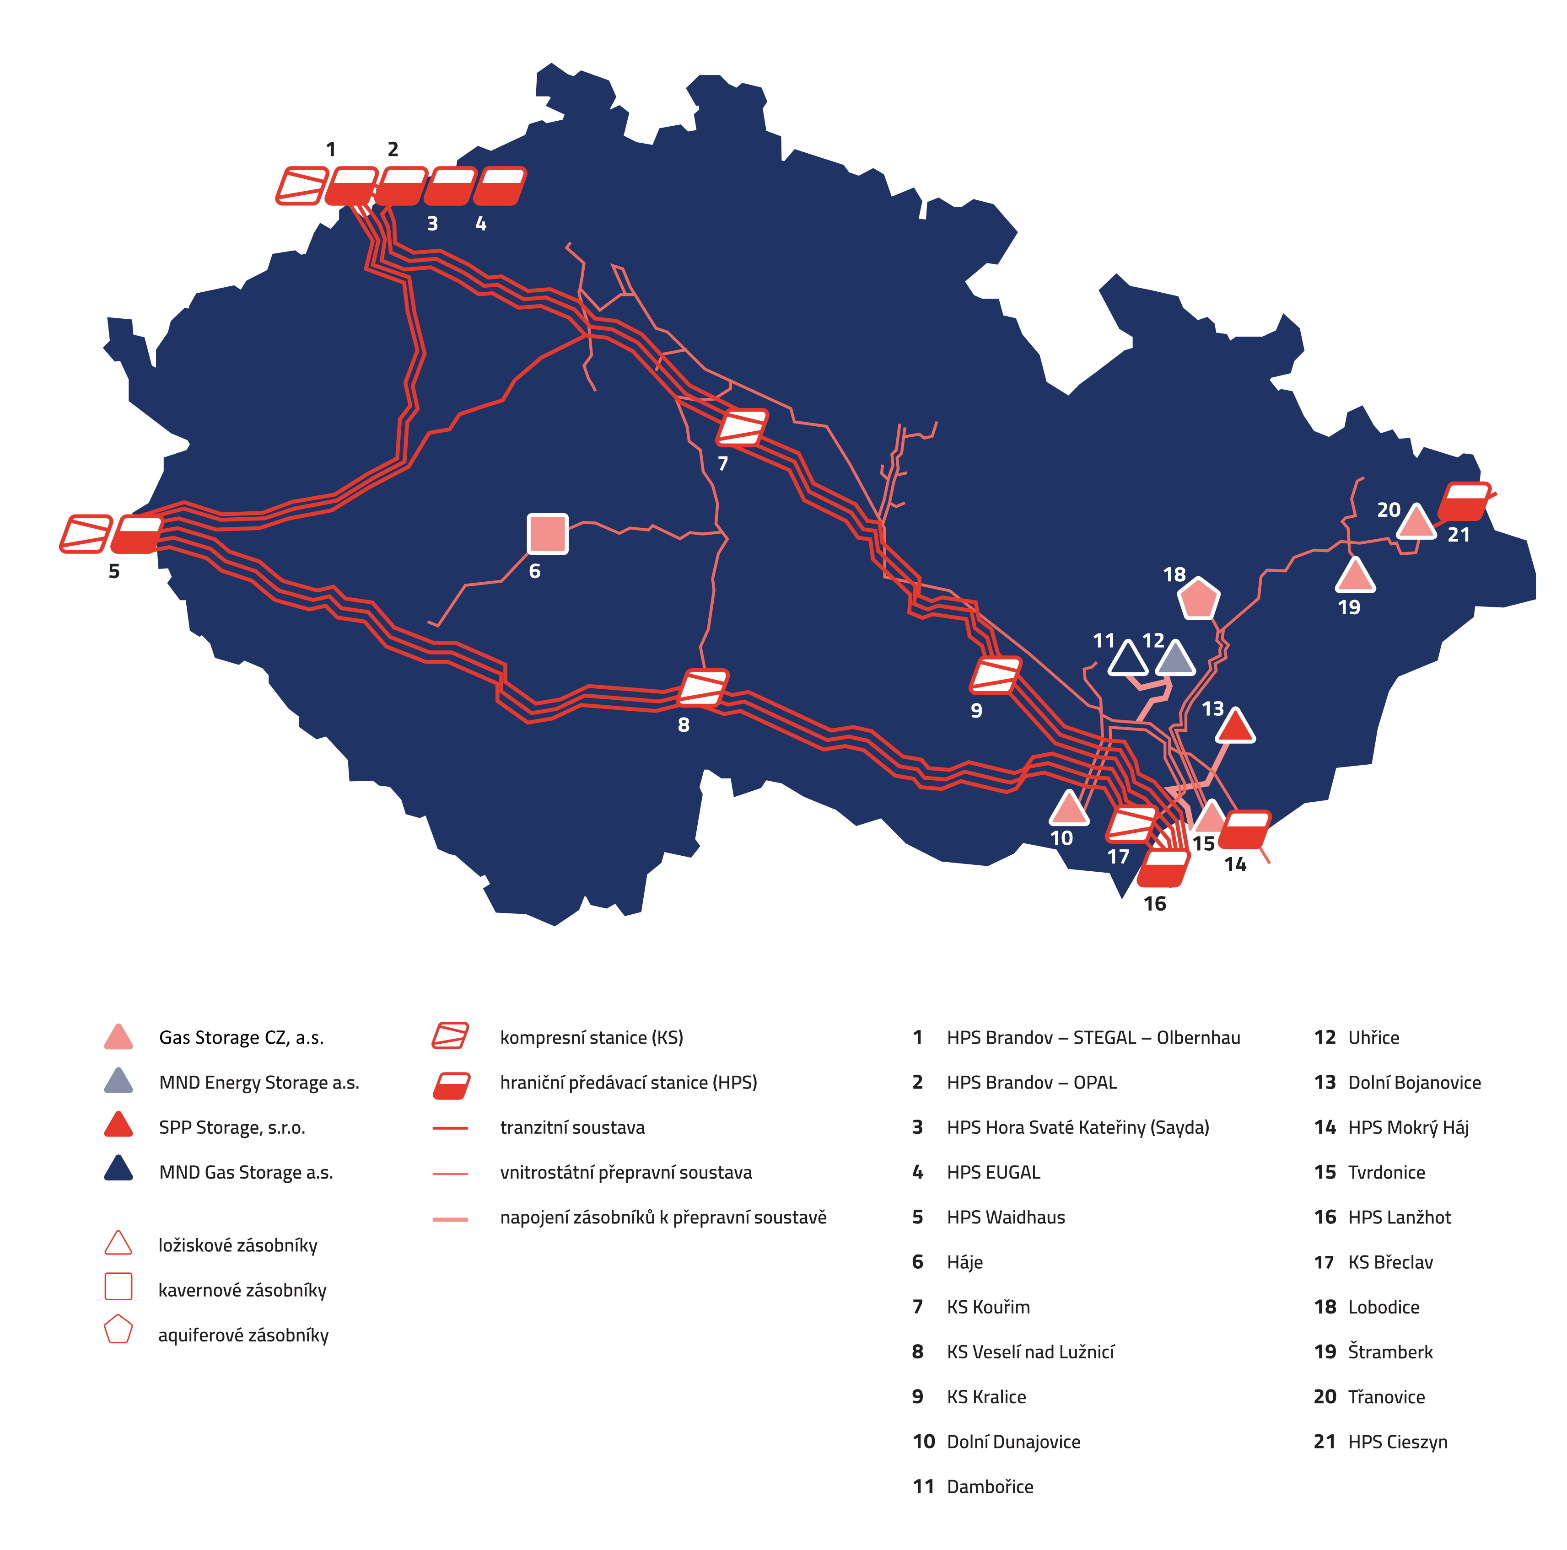 1 2
3 4
5
6
7
8
9
10
11 12
13
14
15
16
17
18
19
20
21
Gas Storage CZ, a.s.
MND Energy Storage a.s.
SPP Storage, s.r.o.
MND Gas Storage a.s.
ložiskové zásobníky
kavernové zásobníky
aquiferové zásobníky
kompresní stanice (KS)
hraniční předávací stanice (HPS)
tranzitní soustava
vnitrostátní přepravní soustava
napojení zásobníků k přepravní soustavě
1 HPS Brandov – STEGAL – Olbernhau
2 HPS Brandov – OPAL
3 HPS Hora Svaté Kateřiny (Sayda)
4 HPS EUGAL
5 HPS Waidhaus
6 Háje
7 KS Kouřim
8 KS Veselí nad Lužnicí
9 KS Kralice
10 Dolní Dunajovice
11 Dambořice
12 Uhřice
13 Dolní Bojanovice
14 HPS Mokrý Háj
15 Tvrdonice
16 HPS Lanžhot
17 KS Břeclav
18 Lobodice
19 Štramberk
20 Třanovice
21 HPS Cieszyn